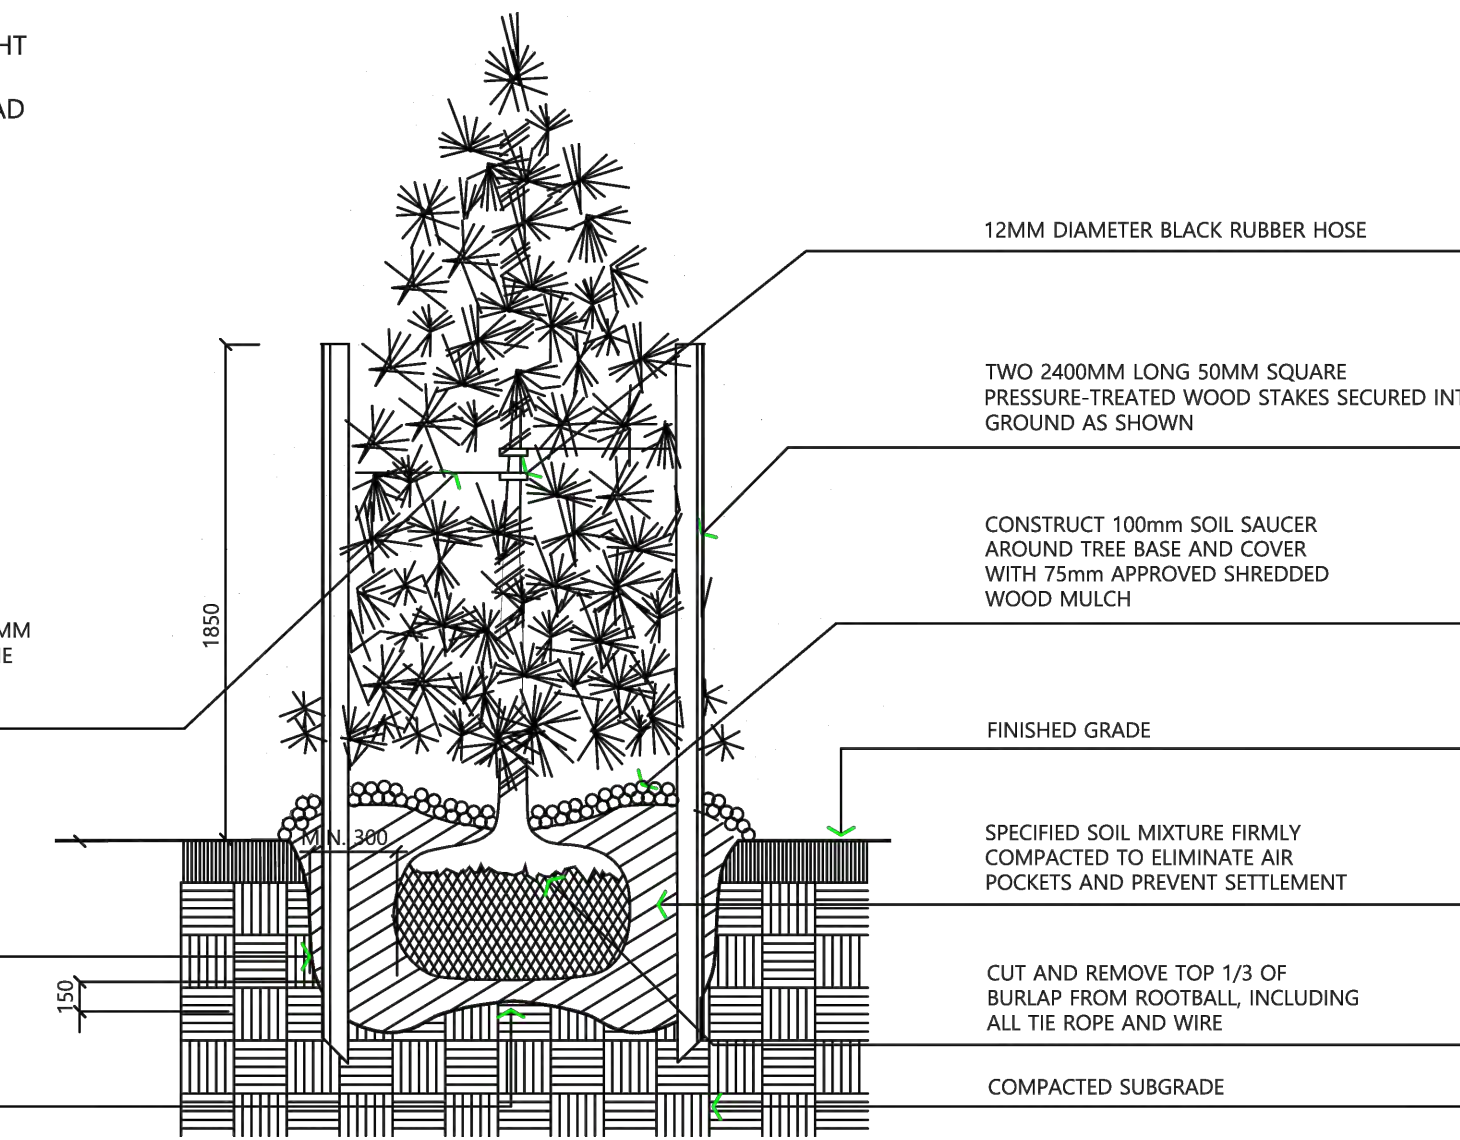 HT
AD
12MM DIAMETER BLACK RUBBER HOSE
TWO 2400MM LONG 50MM SQUARE
PRESSURE-TREATED WOOD STAKES SECURED INT
GROUND AS SHOWN
CONSTRUCT 100mm SOIL SAUCER
AROUND TREE BASE AND COVER
WITH 75mm APPROVED SHREDDED
WOOD MULCH
1850
MM
FINISHED GRADE
MIN. 300
SPECIFIED SOIL MIXTURE FIRMLY
COMPACTED TO ELIMINATE AIR
POCKETS AND PREVENT SETTLEMENT
150
CUT AND REMOVE TOP 1/3 OF
BURLAP FROM ROOTBALL, INCLUDING
ALL TIE ROPE AND WIRE
COMPACTED SUBGRADE